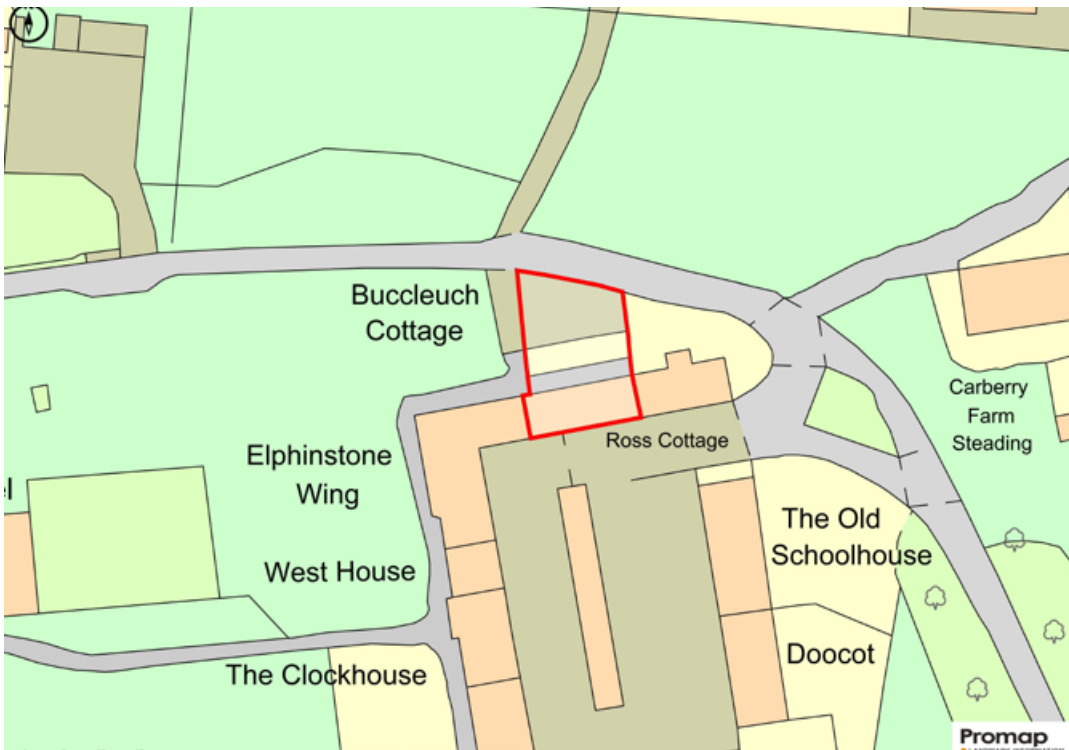 Buccleuch
Cottage
Carberry
Farm
Steading
Ross Cottage
Elphinstone
Wing
The Old
Schoolhouse
West House
Doocot
The Clockhouse
Promap